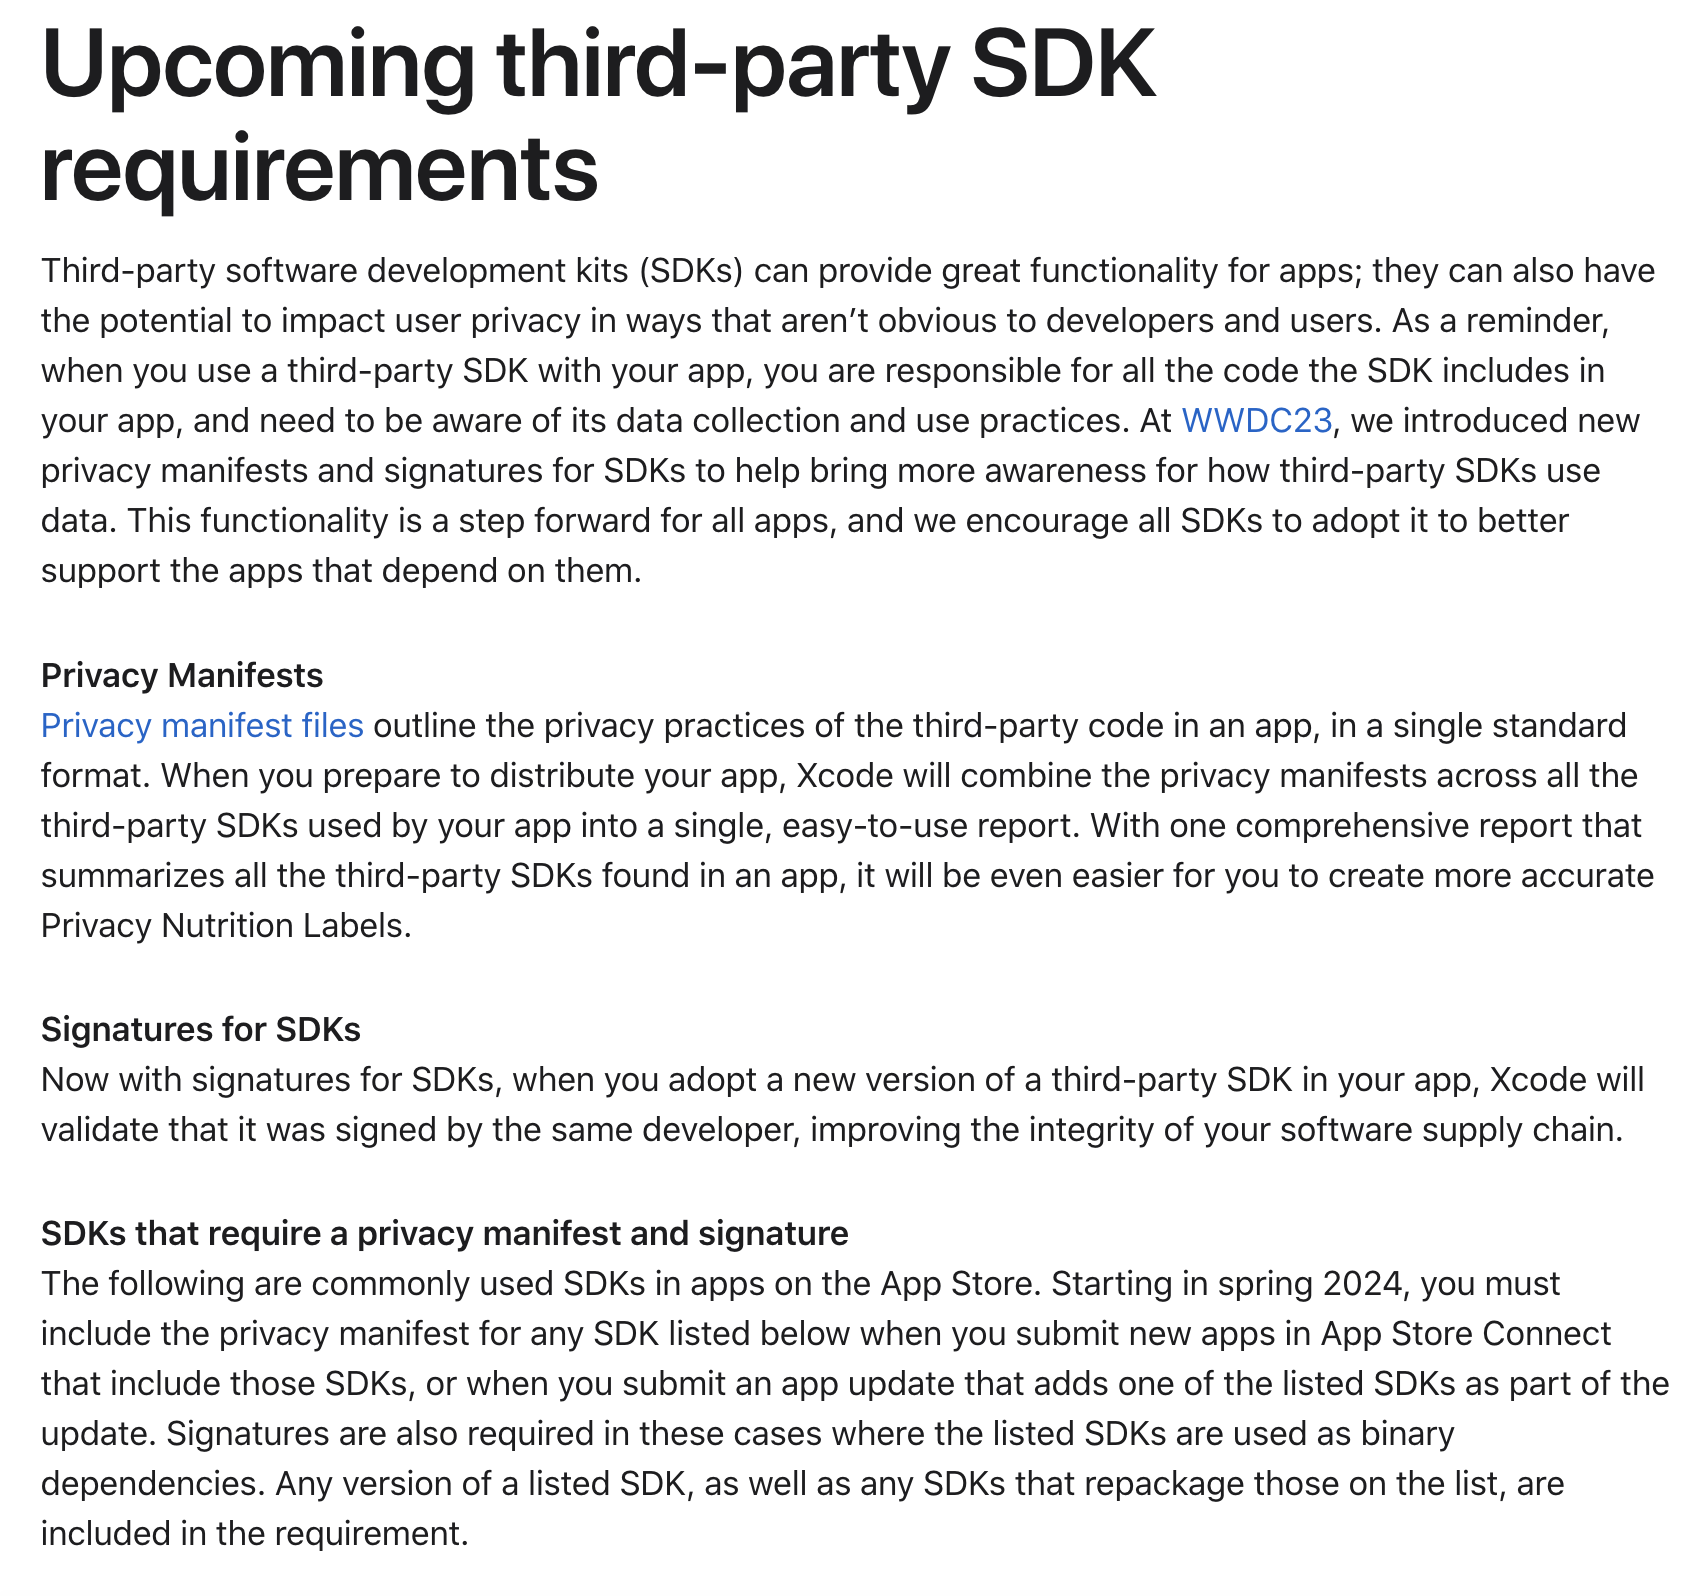 Upcoming third-party SDK
requirements
Third-party software development kits (SDKs) can provide great functionality for apps; they can also have
the potential to impact user privacy in ways that aren’t obvious to developers and users. As a reminder,
when you use a third-party SDK with your app, you are responsible for all the code the SDK includes in
your app, and need to be aware of its data collection and use practices. At WWDC23, we introduced new
privacy manifests and signatures for SDKs to help bring more awareness for how third-party SDKs use
data. This functionality is a step forward for all apps, and we encourage all SDKs to adopt it to better
support the apps that depend on them.
Privacy Manifests
Privacy manifest files outline the privacy practices of the third-party code in an app, in a single standard
format. When you prepare to distribute your app, Xcode will combine the privacy manifests across all the
third-party SDKs used by your app into a single, easy-to-use report. With one comprehensive report that
summarizes all the third-party SDKs found in an app, it will be even easier for you to create more accurate
Privacy Nutrition Labels.
Signatures for SDKs
Now with signatures for SDKs, when you adopt a new version of a third-party SDK in your app, Xcode will
validate that it was signed by the same developer, improving the integrity of your software supply chain.
SDKs that require a privacy manifest and signature
The following are commonly used SDKs in apps on the App Store. Starting in spring 2024, you must
include the privacy manifest for any SDK listed below when you submit new apps in App Store Connect
that include those SDKs, or when you submit an app update that adds one of the listed SDKs as part of the
update. Signatures are also required in these cases where the listed SDKs are used as binary
dependencies. Any version of a listed SDK, as well as any SDKs that repackage those on the list, are
included in the requirement.